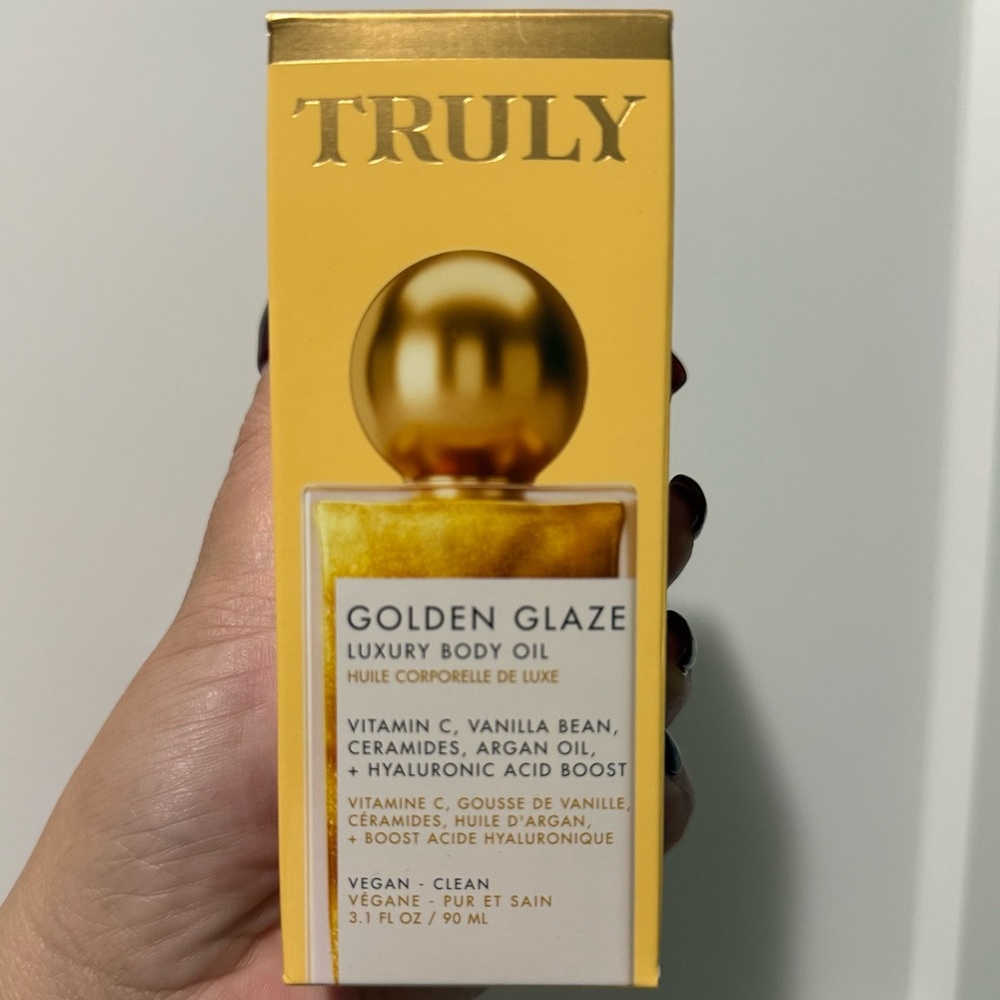 TRULY
GOLDEN GLAZE
LUXURY BODY OIL
HUILE CORPORELLE DE LUXE
VITAMIN C, VANILLA BEAN,
CERAMIDES, ARGAN OIL,
+ HYALURONIC ACID BOOST
VITAMINE C, GOUSSE DE VANILLE,
CÉRAMIDES, HUILE D'ARGAN,
+ BOOST ACIDE HYALURONIQUE
VEGAN - CLEAN
VÉGANE - PUR ET SAIN
3.1 FL OZ / 90 ML